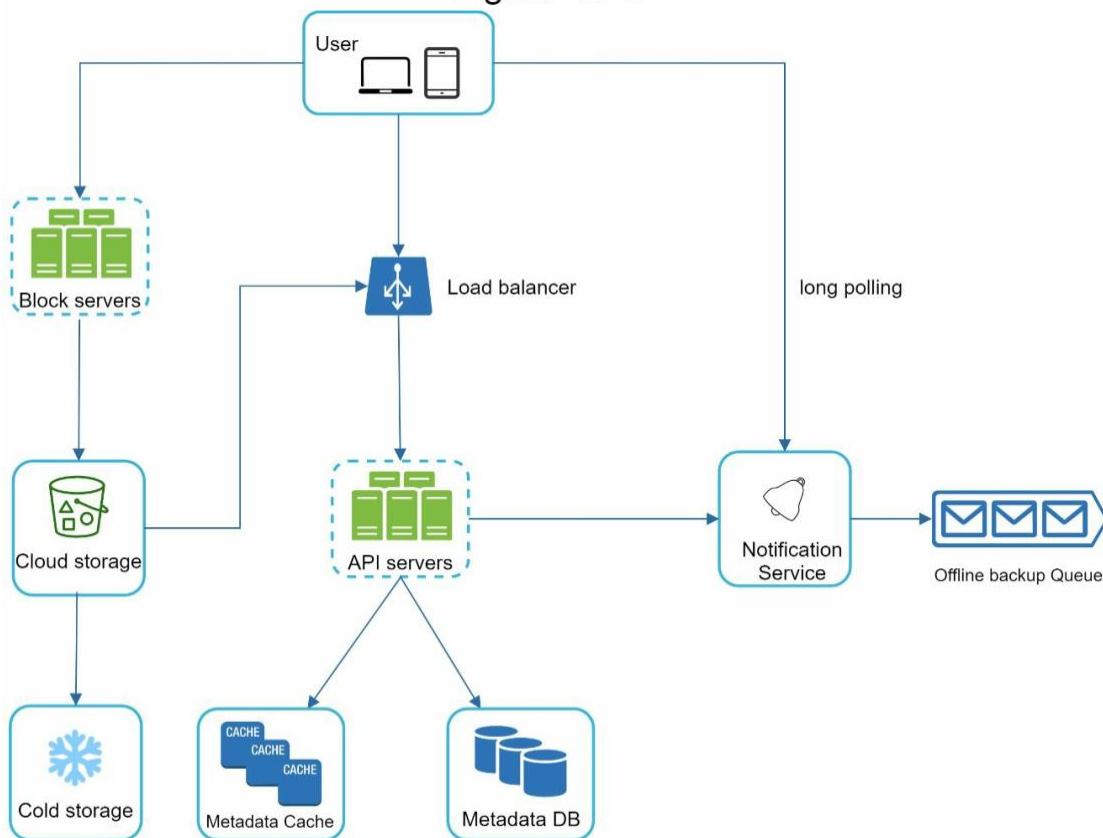 User
Block servers
Load balancer
long polling
Cloud storage
API servers
Notification
Service
Offline backup Queue
Cold storage
CACHE
CACHE
CACHE
Metadata Cache
Metadata DB